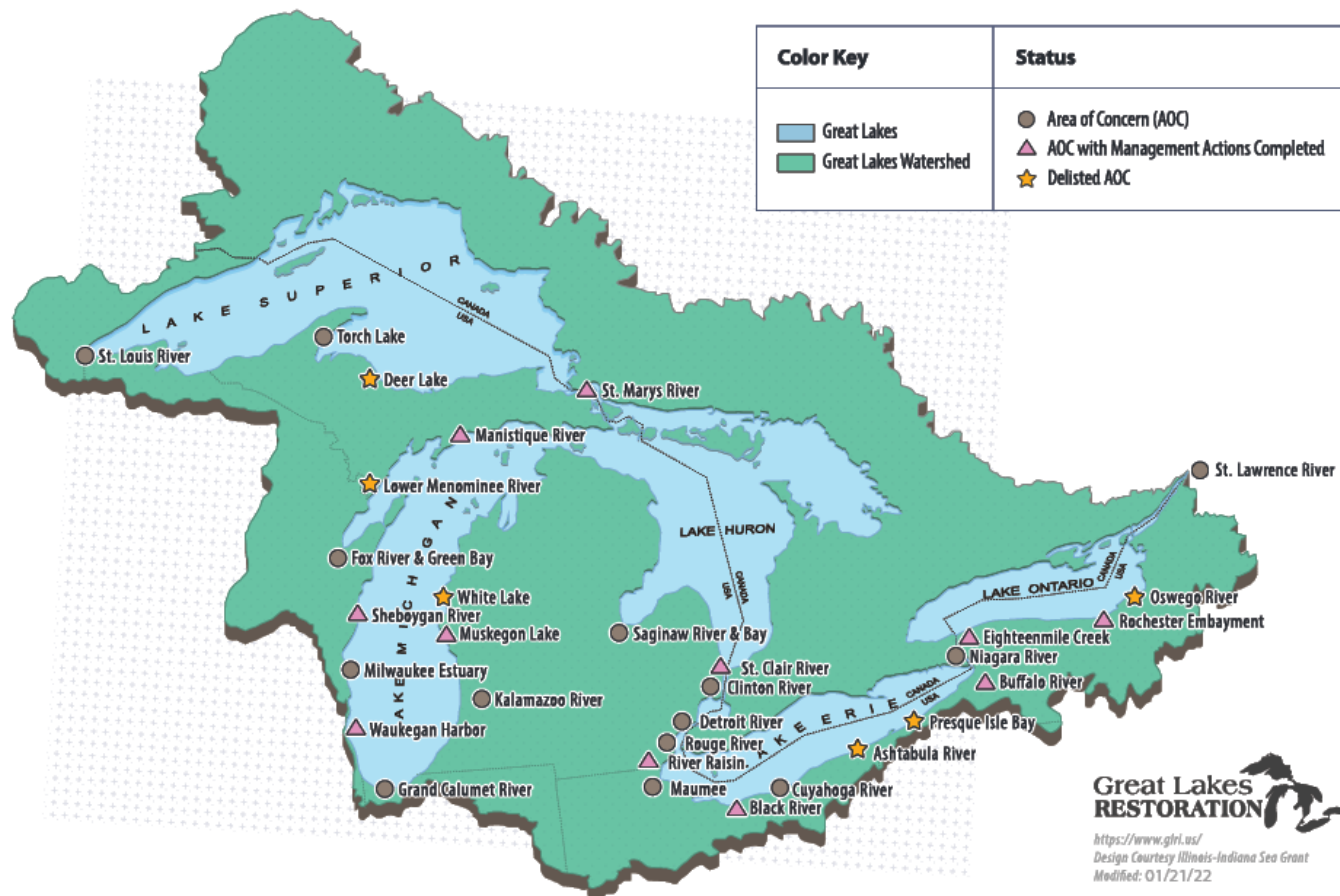 Color Key
Status
Great Lakes
Great Lakes Watershed
Area of Concern (AOC)
AOC with Management Actions Completed
Delisted AOC
LAKE SUPERIOR
CANADA
USA
Torch Lake
St. Louis River
Deer Lake
St. Marys River
Manistique River
St. Lawrence River
Lower Menominee River
LAKE MICHIGAN
LAKE HURON
Fox River & Green Bay
CANADA
USA
CANADA
USA
LAKE ONTARIO
White Lake
Oswego River
Sheboygan River
Rochester Embayment
Muskegon Lake
Saginaw River & Bay
Eighteenmile Creek
Niagara River
Milwaukee Estuary
St. Clair River
Buffalo River
Clinton River
CANADA
USA
Kalamazoo River
LAKE ERIE
Detroit River
Presque Isle Bay
Waukegan Harbor
Rouge River
Ashtabula River
River Raisin.
Grand Calumet River
Maumee
Cuyahoga River
Black River
Great Lakes
RESTORATION
https://www.glri.us/
Design Courtesy Illinois-Indiana Sea Grant
Modified: 01/21/22